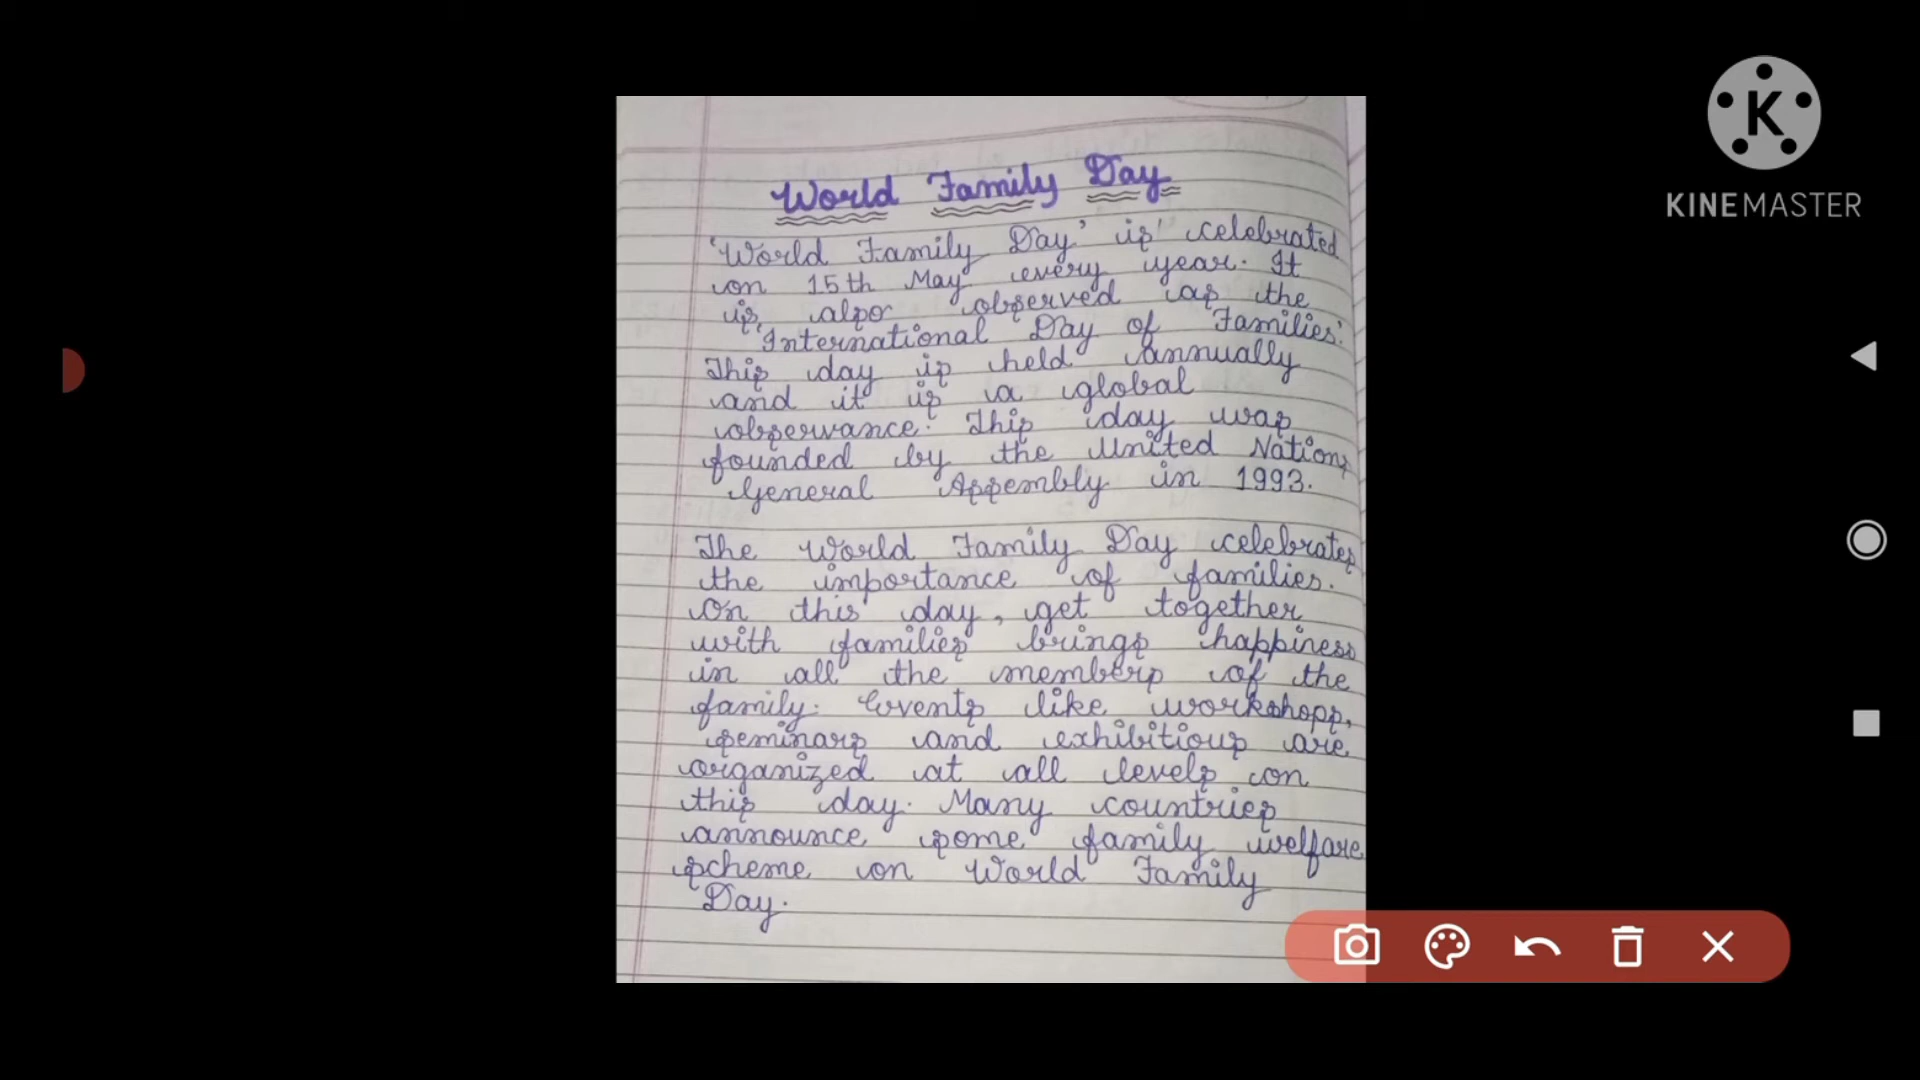 World Family Day
'World Family Day' is celebrated
on 15th May every year. It
is also observed as the
'International Day of Families'.
This day is held annually
and it is a global
observance. This day was
founded by the United Nations
General Assembly in 1993.
The World Family Day celebrates
the importance of families.
On this day, get together
with families brings happiness
in all the members of the
family. Events like workshops,
seminars and exhibitions are
organized at all levels on
this day. Many countries
announce some family welfare
scheme on World Family
Day.
K
KINEMASTER